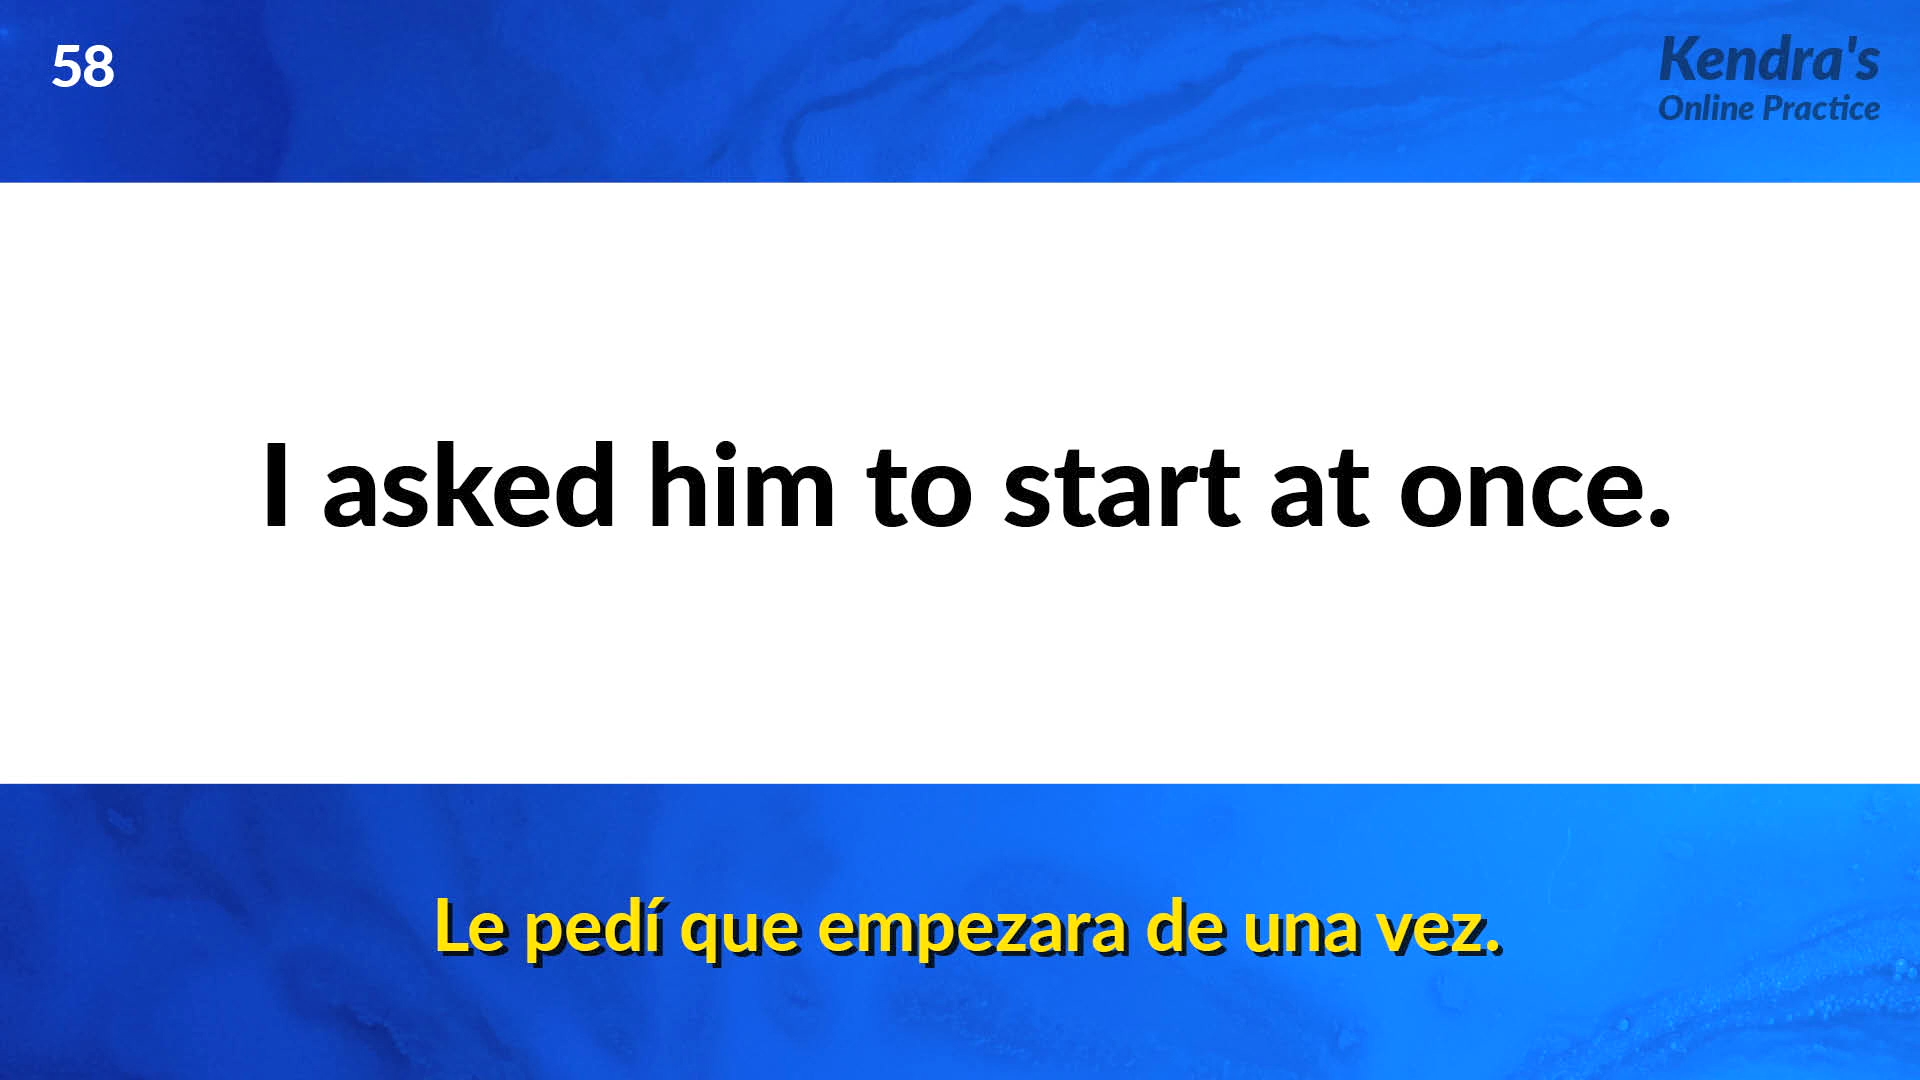 58
Kendra's
Online Practice
I asked him to start at once.
Le pedí que empezara de una vez.